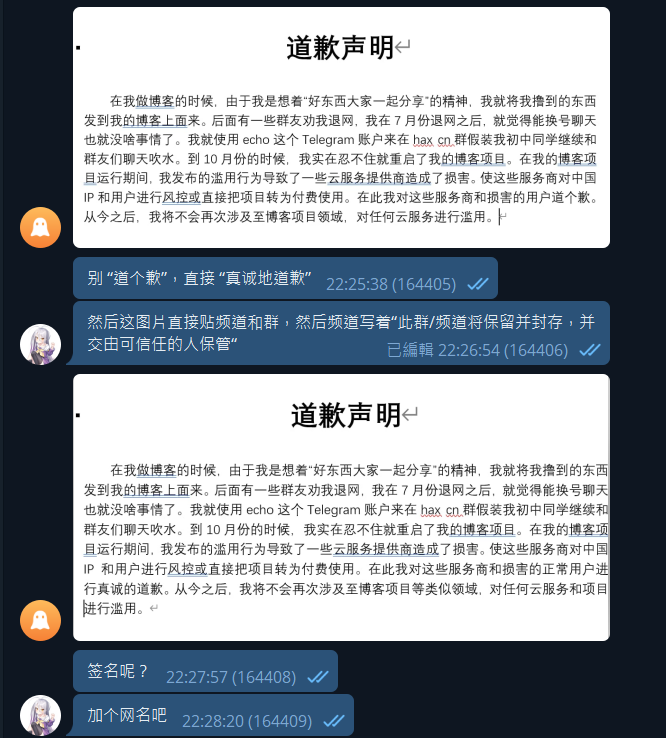 道歉声明
在我做博客的时候，由于我是想着“好东西大家一起分享”的精神，我就将我撸到的东西
发到我的博客上面来。后面有一些群友劝我退网，我在 7 月份退网之后，就觉得能换号聊天
也就没啥事情了。我就使用 echo 这个 Telegram 账户来在 hax cn 群假装我初中同学继续和
群友们聊天吹水。到 10 月份的时候，我实在忍不住就重启了我的博客项目。在我的博客项
目运行期间，我发布的滥用行为导致了一些云服务提供商造成了损害。使这些服务商对中国
IP 和用户进行风控或直接把项目转为付费使用。在此我对这些服务商和损害的用户道个歉。
从今之后，我将不会再次涉及至博客项目领域，对任何云服务进行滥用。
别 “道个歉”，直接 “真诚地道歉”
22:25:38 (164405)
然后这图片直接贴频道和群，然后频道写着“此群/频道将保留并封存，并
交由可信任的人保管“
已編輯 22:26:54 (164406)
道歉声明
在我做博客的时候，由于我是想着“好东西大家一起分享”的精神，我就将我撸到的东西
发到我的博客上面来。后面有一些群友劝我退网，我在 7 月份退网之后，就觉得能换号聊天
也就没啥事情了。我就使用 echo 这个 Telegram 账户来在 hax cn 群假装我初中同学继续和
群友们聊天吹水。到 10 月份的时候，我实在忍不住就重启了我的博客项目。在我的博客项
目运行期间，我发布的滥用行为导致了一些云服务提供商造成了损害。使这些服务商对中国
IP 和用户进行风控或直接把项目转为付费使用。在此我对这些服务商和损害的正常用户进
行真诚的道歉。从今之后，我将不会再次涉及至博客项目等类似领域，对任何云服务和项目
进行滥用。
签名呢？ 22:27:57 (164408)
加个网名吧 22:28:20 (164409)